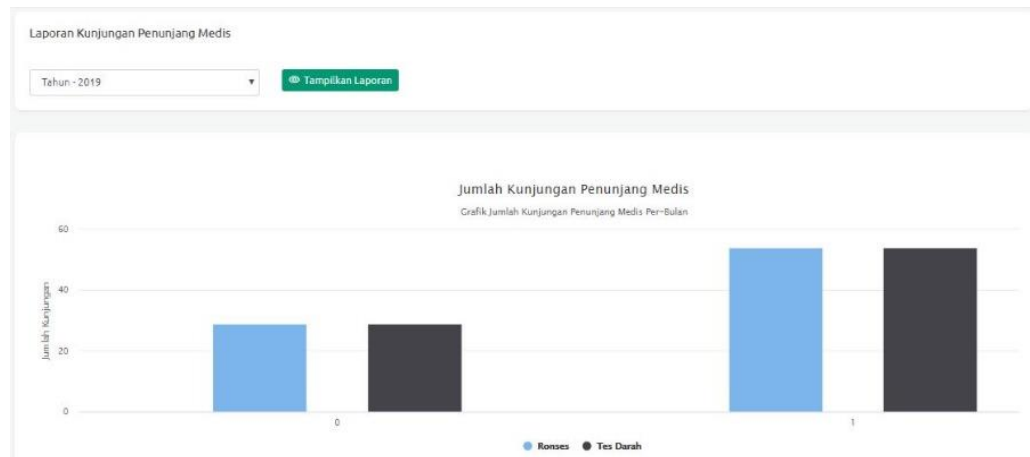 Laporan Kunjungan Penunjang Medis
Tahun - 2019
Tampilkan Laporan
Jumlah Kunjungan Penunjang Medis
Grafik Jumlah Kunjungan Penunjang Medis Per-Bulan
60
40
20
0
Jumlah Kunjungan
0
1
Ronses
Tes Darah